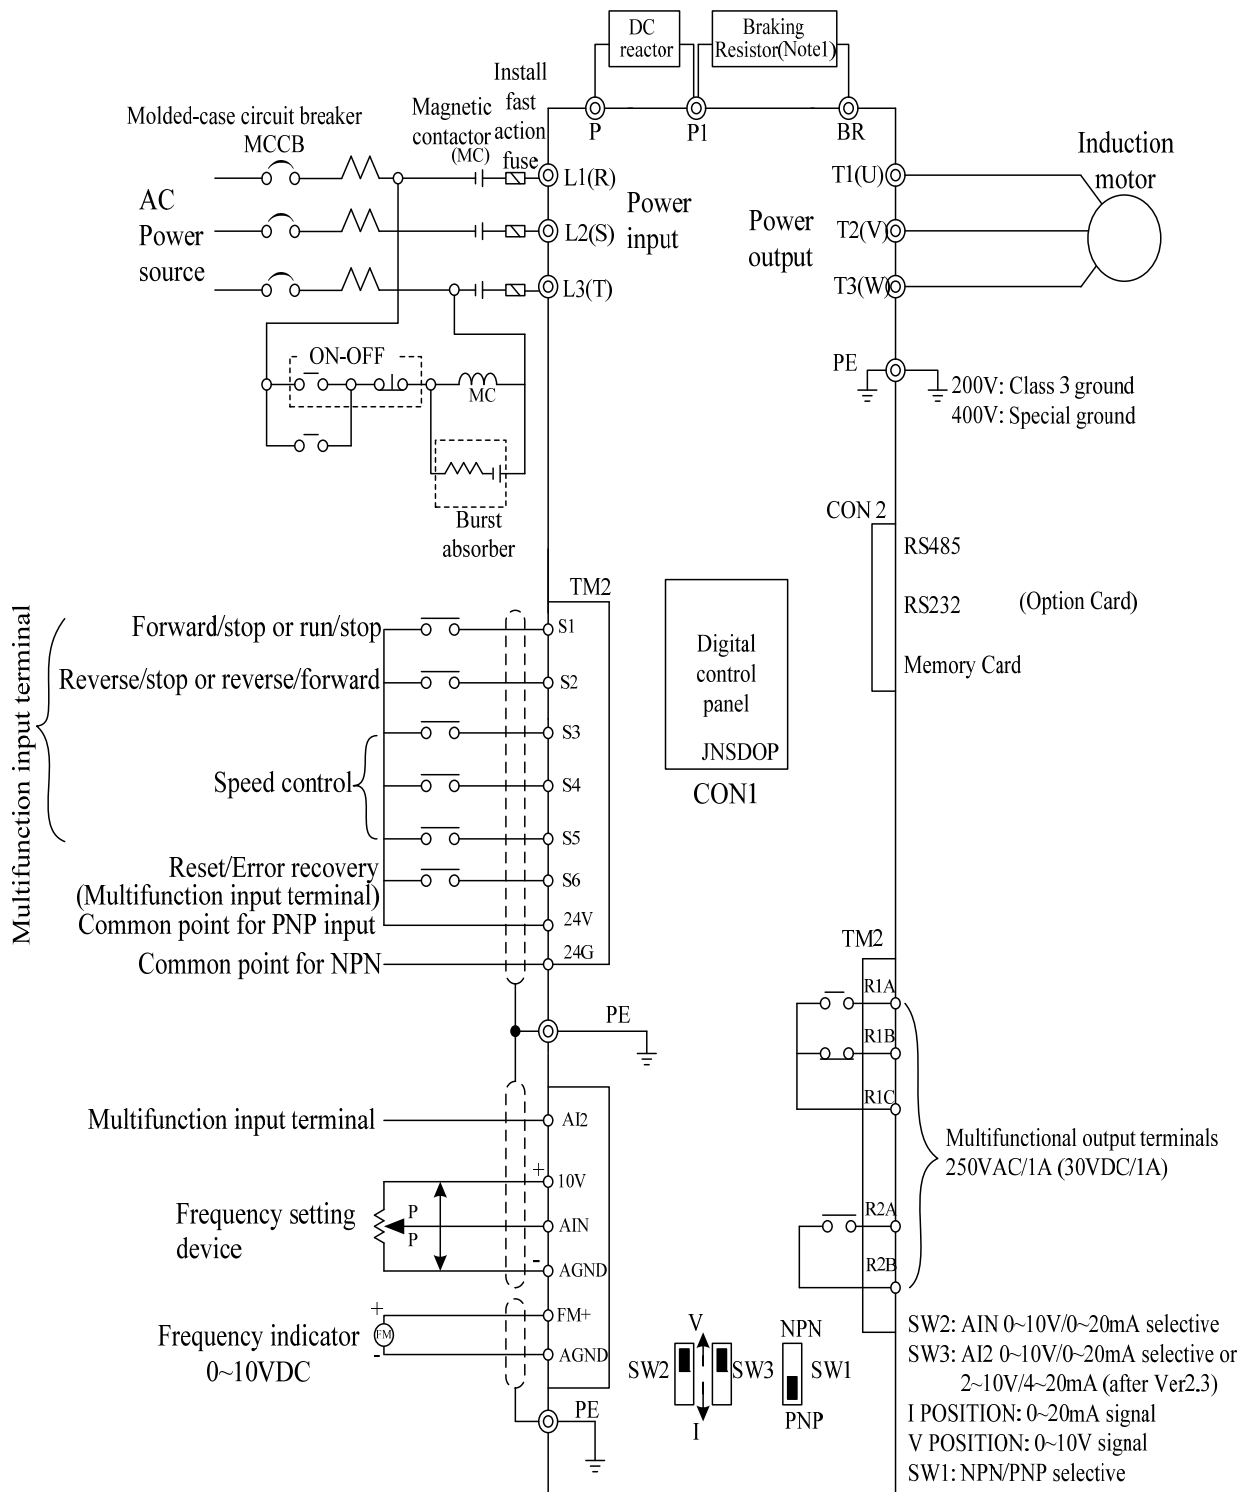 DC
reactor
Braking
Resistor(Note1)
Install
fast
action
fuse
Magnetic
contactor
(MC)
Molded-case circuit breaker
MCCB
P
P1
BR
AC
Power
source
L1(R)
L2(S)
L3(T)
Power
input
Power
output
T1(U)
T2(V)
T3(W)
Induction
motor
PE
200V: Class 3 ground
400V: Special ground
ON-OFF
MC
Burst
absorber
CON 2
RS485
RS232
(Option Card)
Memory Card
TM2
Multifunction input terminal
Forward/stop or run/stop
S1
Reverse/stop or reverse/forward
S2
S3
Speed control
S4
S5
Reset/Error recovery
(Multifunction input terminal)
S6
Common point for PNP input
24V
Common point for NPN
24G
Digital
control
panel
JNSDOP
CON1
PE
TM2
R1A
R1B
R1C
R2A
R2B
Multifunctional output terminals
250VAC/1A (30VDC/1A)
Multifunction input terminal
AI2
+
10V
Frequency setting
device
P
P
AIN
-
AGND
+
FM+
Frequency indicator
0~10VDC
FM
-
AGND
PE
V
SW2
SW3
I
NPN
SW1
PNP
SW2: AIN 0~10V/0~20mA selective
SW3: AI2 0~10V/0~20mA selective or
2~10V/4~20mA (after Ver2.3)
I POSITION: 0~20mA signal
V POSITION: 0~10V signal
SW1: NPN/PNP selective